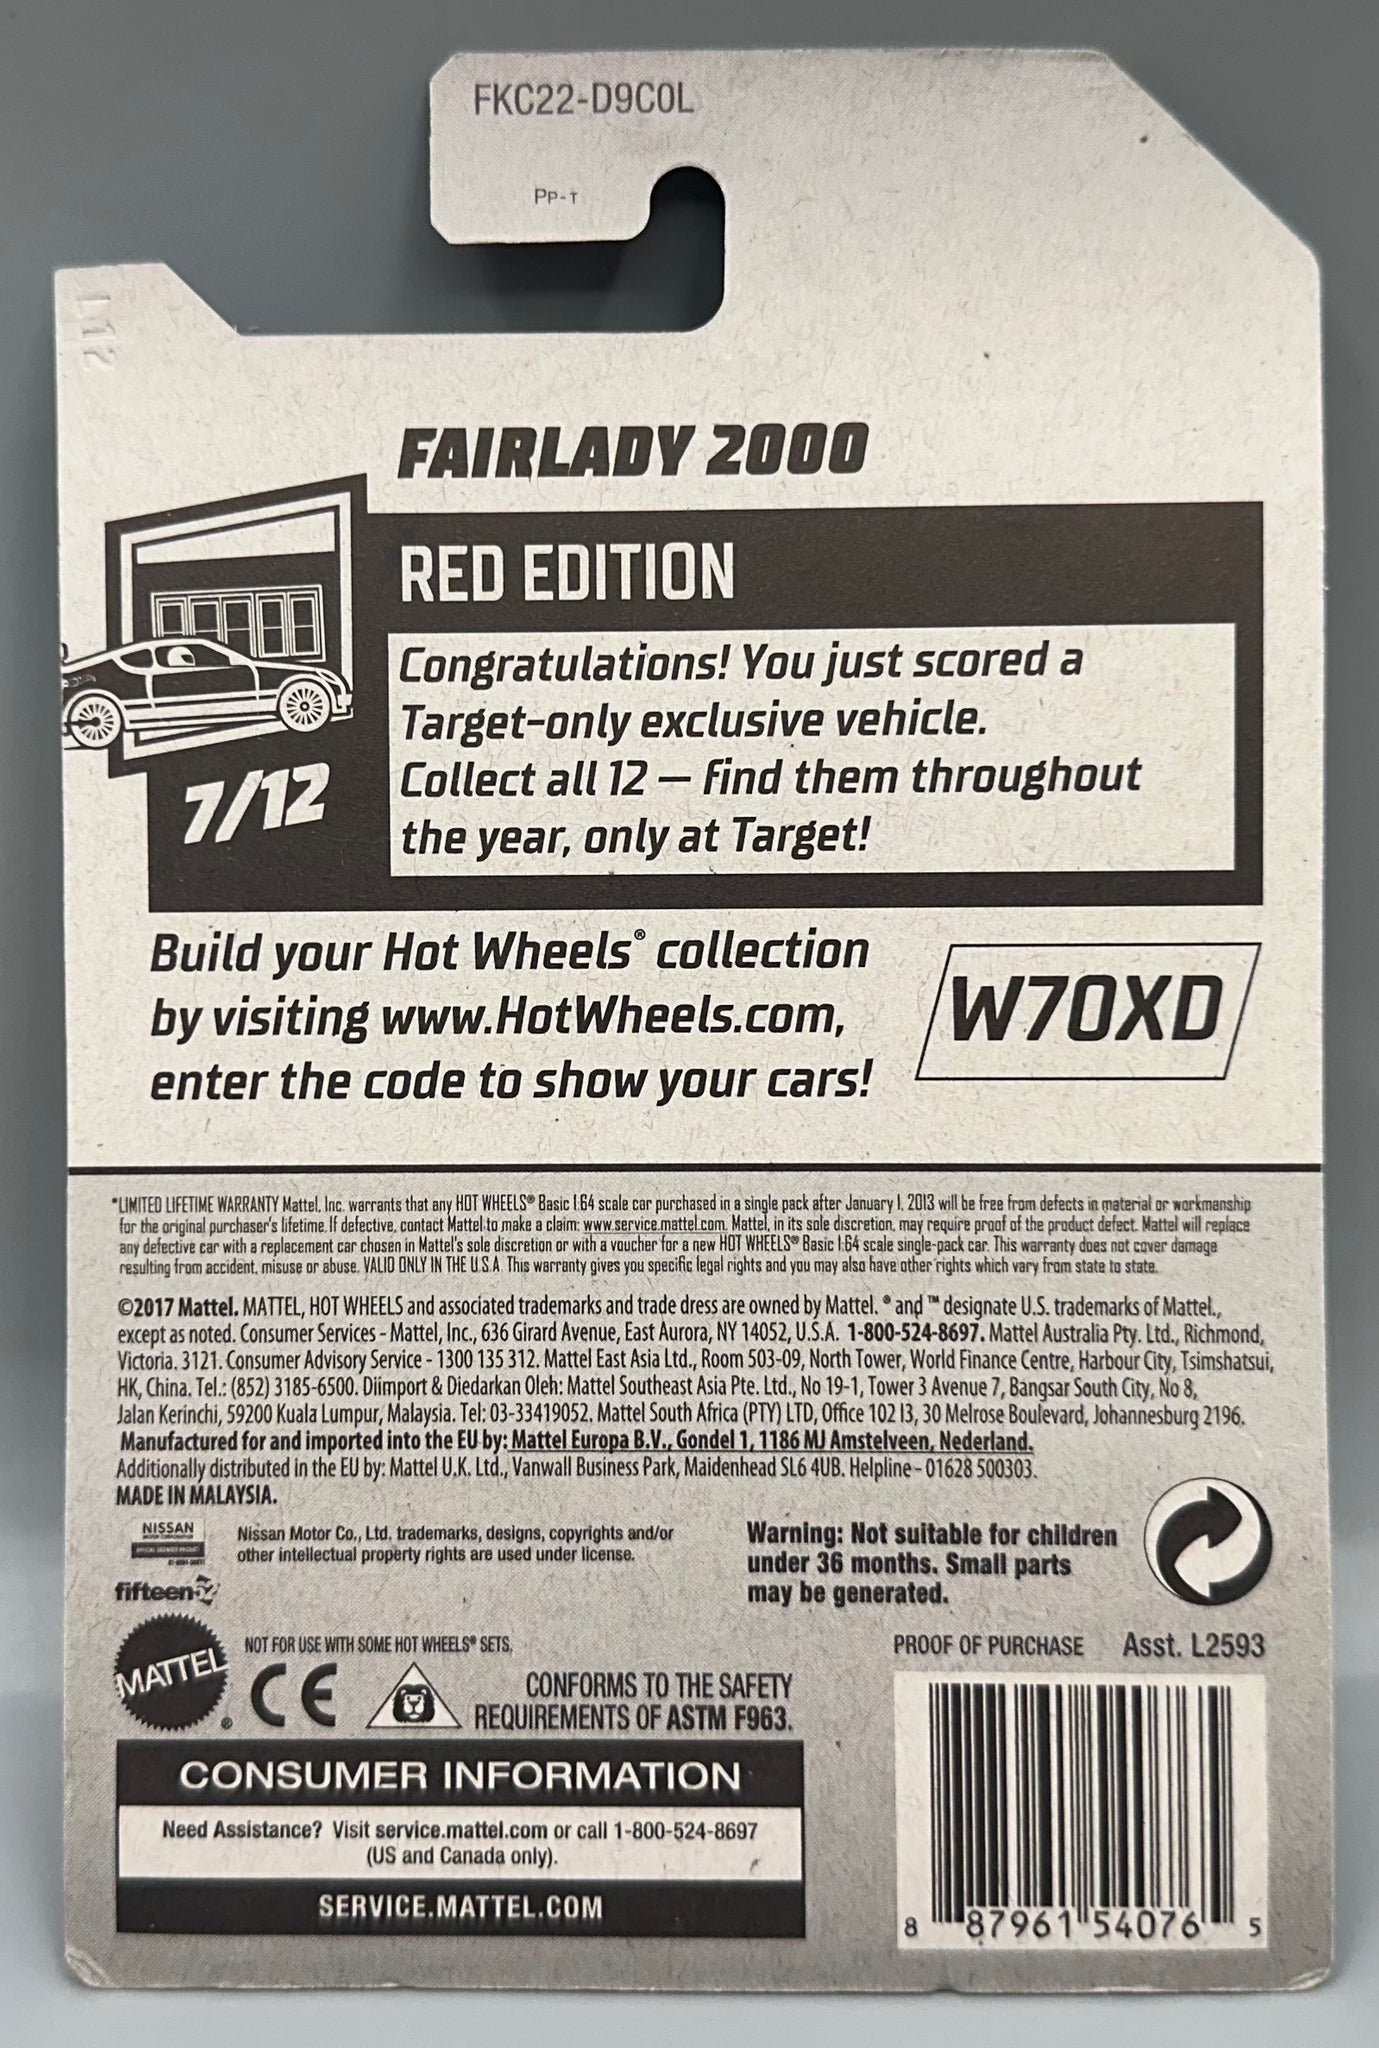 FKC22-D9C0L
PP-T
FAIRLADY 2000
RED EDITION
Congratulations! You just scored a
Target-only exclusive vehicle.
Collect all 12 — find them throughout
the year, only at Target!
7/12
Build your Hot Wheels® collection
by visiting www.HotWheels.com,
enter the code to show your cars!
W70XD
*LIMITED LIFETIME WARRANTY Mattel, Inc. warrants that any HOT WHEELS® Basic 1:64 scale car purchased in a single pack after January 1, 2013 will be free from defects in material or workmanship
for the original purchaser's lifetime. If defective, contact Mattel to make a claim: www.service.mattel.com. Mattel, in its sole discretion, may require proof of the product defect. Mattel will replace
any defective car with a replacement car chosen in Mattel's sole discretion or with a voucher for a new HOT WHEELS® Basic 1:64 scale single-pack car. This warranty does not cover damage
resulting from accident, misuse or abuse. VALID ONLY IN THE U.S.A. This warranty gives you specific legal rights and you may also have other rights which vary from state to state.
©2017 Mattel. MATTEL, HOT WHEELS and associated trademarks and trade dress are owned by Mattel. ® and ™ designate U.S. trademarks of Mattel,
except as noted. Consumer Services - Mattel, Inc., 636 Girard Avenue, East Aurora, NY 14052, U.S.A. 1-800-524-8697. Mattel Australia Pty. Ltd., Richmond,
Victoria. 3121. Consumer Advisory Service - 1300 135 312. Mattel East Asia Ltd., Room 503-09, North Tower, World Finance Centre, Harbour City, Tsimshatsui,
HK, China. Tel.: (852) 3185-6500. Diimport & Diedarkan Oleh: Mattel Southeast Asia Pte. Ltd., No 19-1, Tower 3 Avenue 7, Bangsar South City, No 8,
Jalan Kerinchi, 59200 Kuala Lumpur, Malaysia. Tel: 03-33419052. Mattel South Africa (PTY) LTD, Office 102 I3, 30 Melrose Boulevard, Johannesburg 2196.
Manufactured for and imported into the EU by: Mattel Europa B.V., Gondel 1, 1186 MJ Amstelveen, Nederland.
Additionally distributed in the EU by: Mattel U.K. Ltd., Vanwall Business Park, Maidenhead SL6 4UB. Helpline - 01628 500303.
MADE IN MALAYSIA.
NISSAN
Nissan Motor Co., Ltd. trademarks, designs, copyrights and/or
other intellectual property rights are used under license.
fifteen52
Warning: Not suitable for children
under 36 months. Small parts
may be generated.
MATTEL®
NOT FOR USE WITH SOME HOT WHEELS® SETS.
CE
CONFORMS TO THE SAFETY
REQUIREMENTS OF ASTM F963.
PROOF OF PURCHASE Asst. L2593
CONSUMER INFORMATION
Need Assistance? Visit service.mattel.com or call 1-800-524-8697
(US and Canada only).
SERVICE.MATTEL.COM
8 87961 54076 5